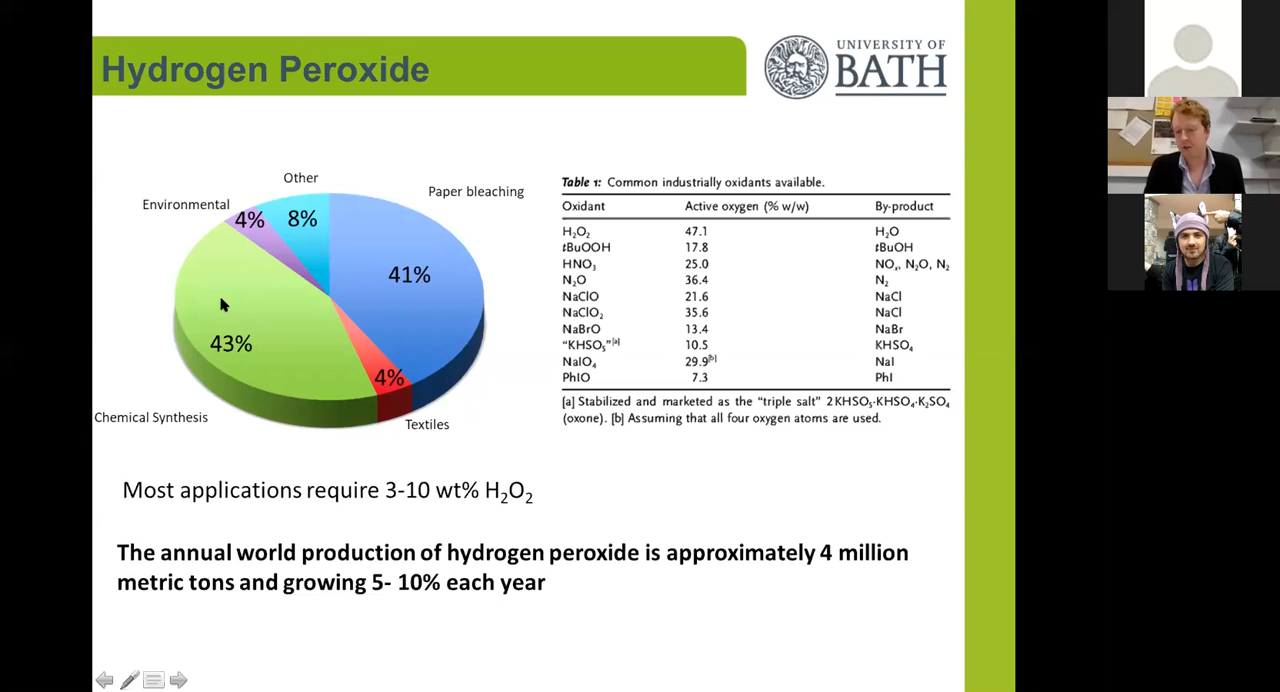 Hydrogen Peroxide
UNIVERSITY OF
BATH
Other
Paper bleaching
Environmental
4%
8%
41%
43%
4%
Chemical Synthesis
Textiles
Table 1: Common industrially oxidants available.
Oxidant Active oxygen (% w/w) By-product
H₂O₂ 47.1 H₂O
tBuOOH 17.8 tBuOH
HNO₃ 25.0 NOₓ, N₂O, N₂
N₂O 36.4 N₂
NaClO 21.6 NaCl
NaClO₂ 35.6 NaCl
NaBrO 13.4 NaBr
“KHSO₅”[a] 10.5 KHSO₄
NaIO₄ 29.9[b] NaI
PhIO 7.3 PhI
[a] Stabilized and marketed as the “triple salt” 2KHSO₅·KHSO₄·K₂SO₄
(oxone). [b] Assuming that all four oxygen atoms are used.
Most applications require 3-10 wt% H₂O₂
The annual world production of hydrogen peroxide is approximately 4 million
metric tons and growing 5- 10% each year